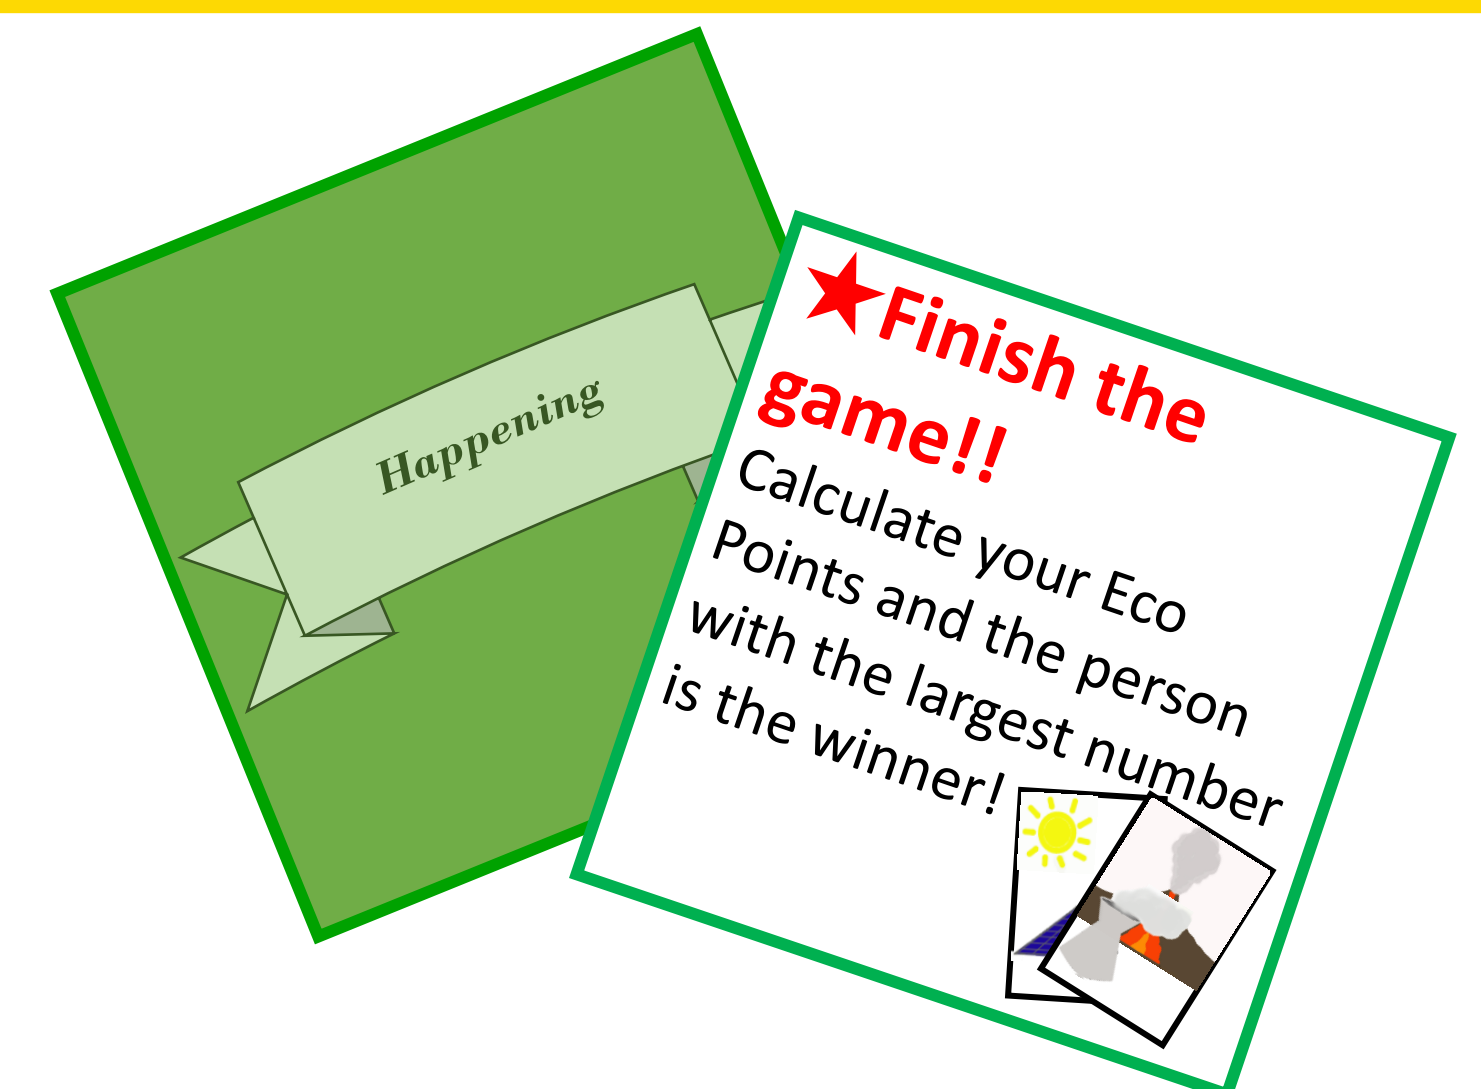 Happening
Finish the
game!!
Calculate your Eco
Points and the person
with the largest number
is the winner!